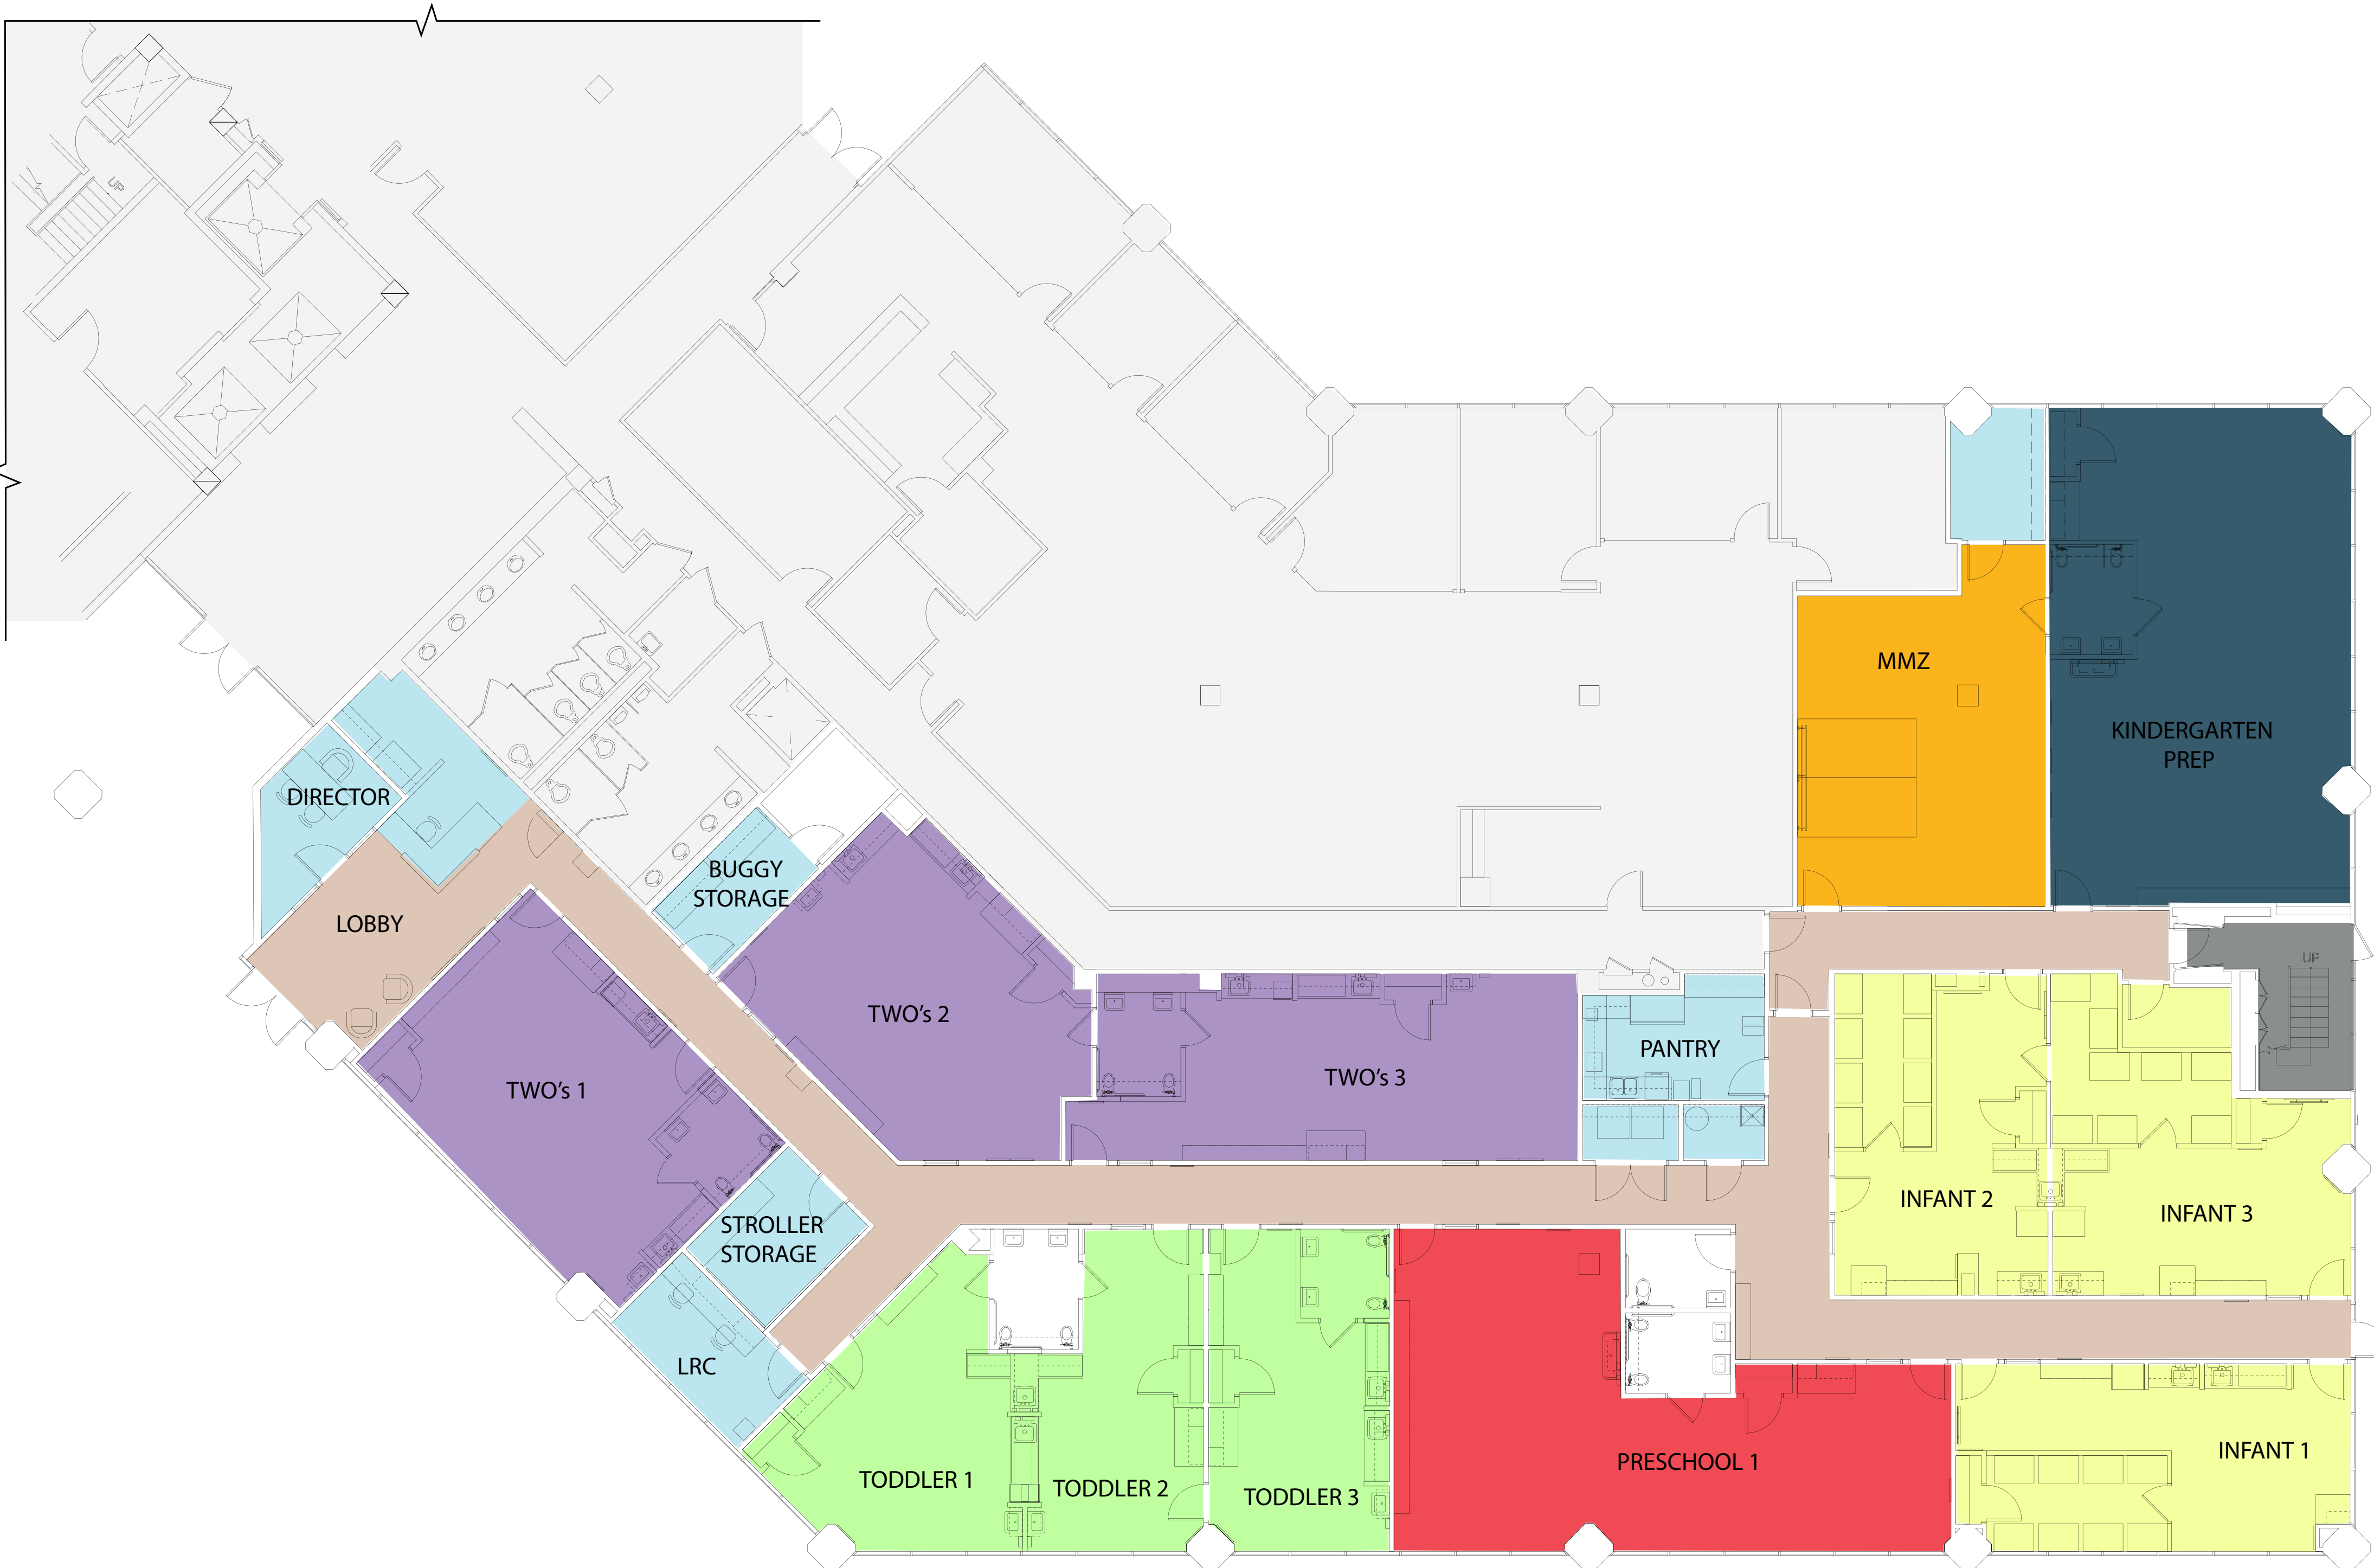 UP
MMZ
KINDERGARTEN
PREP
DIRECTOR
BUGGY
STORAGE
LOBBY
UP
TWO's 2
PANTRY
TWO's 3
TWO's 1
INFANT 2
INFANT 3
STROLLER
STORAGE
LRC
INFANT 1
PRESCHOOL 1
TODDLER 1
TODDLER 2
TODDLER 3